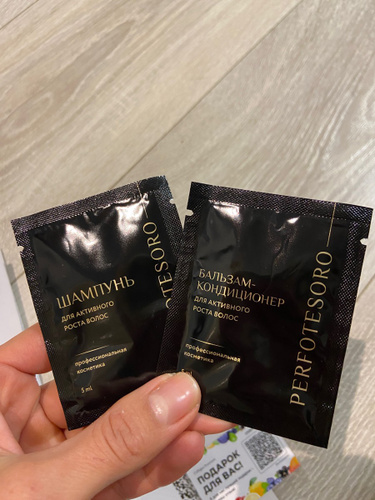 ШАМПУНЬ
ДЛЯ АКТИВНОГО
РОСТА ВОЛОС
профессиональная
косметика
5 ml
PERFOTESORO
БАЛЬЗАМ-
КОНДИЦИОНЕР
ДЛЯ АКТИВНОГО
РОСТА ВОЛОС
профессиональная
косметика
PERFOTESORO
ПОДАРОК
ДЛЯ ВАС!